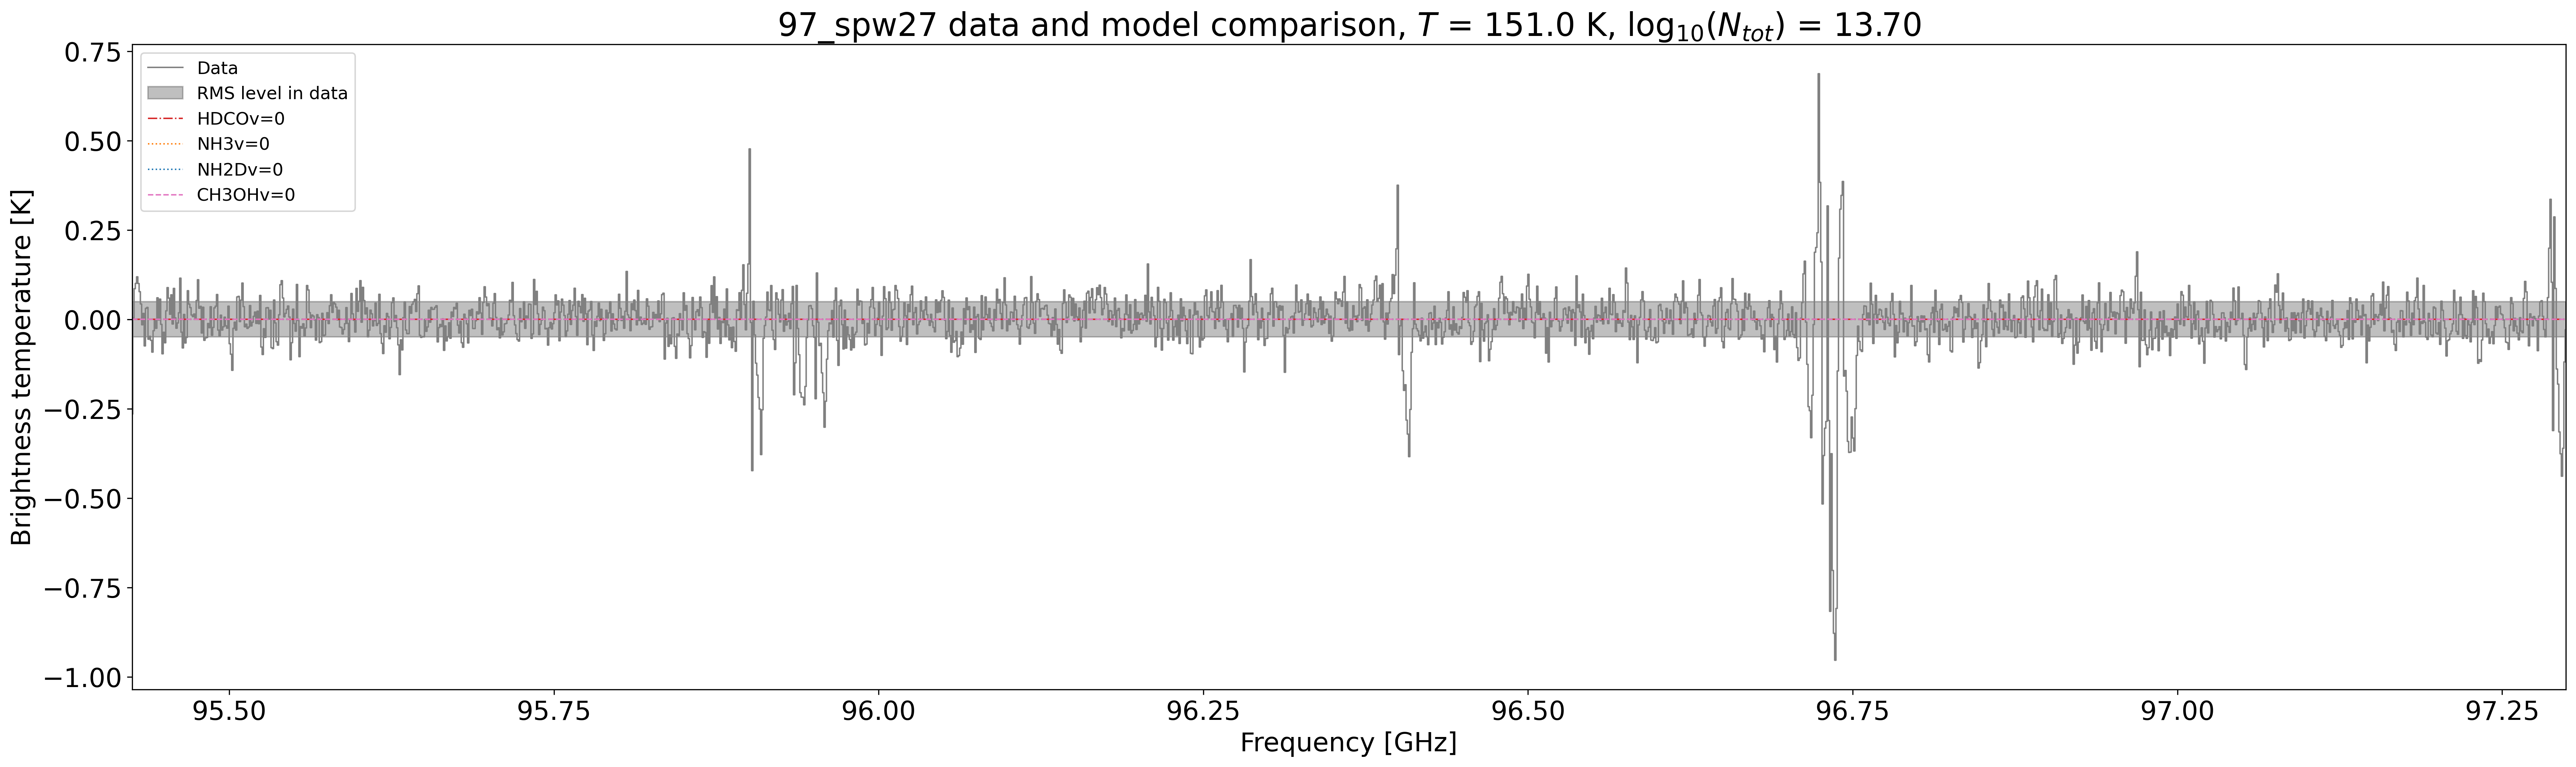 97_spw27 data and model comparison, T = 151.0 K, log₁₀(Nₜₒₜ) = 13.70
Data
RMS level in data
HDCOv=0
NH3v=0
NH2Dv=0
CH3OHv=0
Brightness temperature [K]
0.75
0.50
0.25
0.00
−0.25
−0.50
−0.75
−1.00
95.50 95.75 96.00 96.25 96.50 96.75 97.00 97.25
Frequency [GHz]